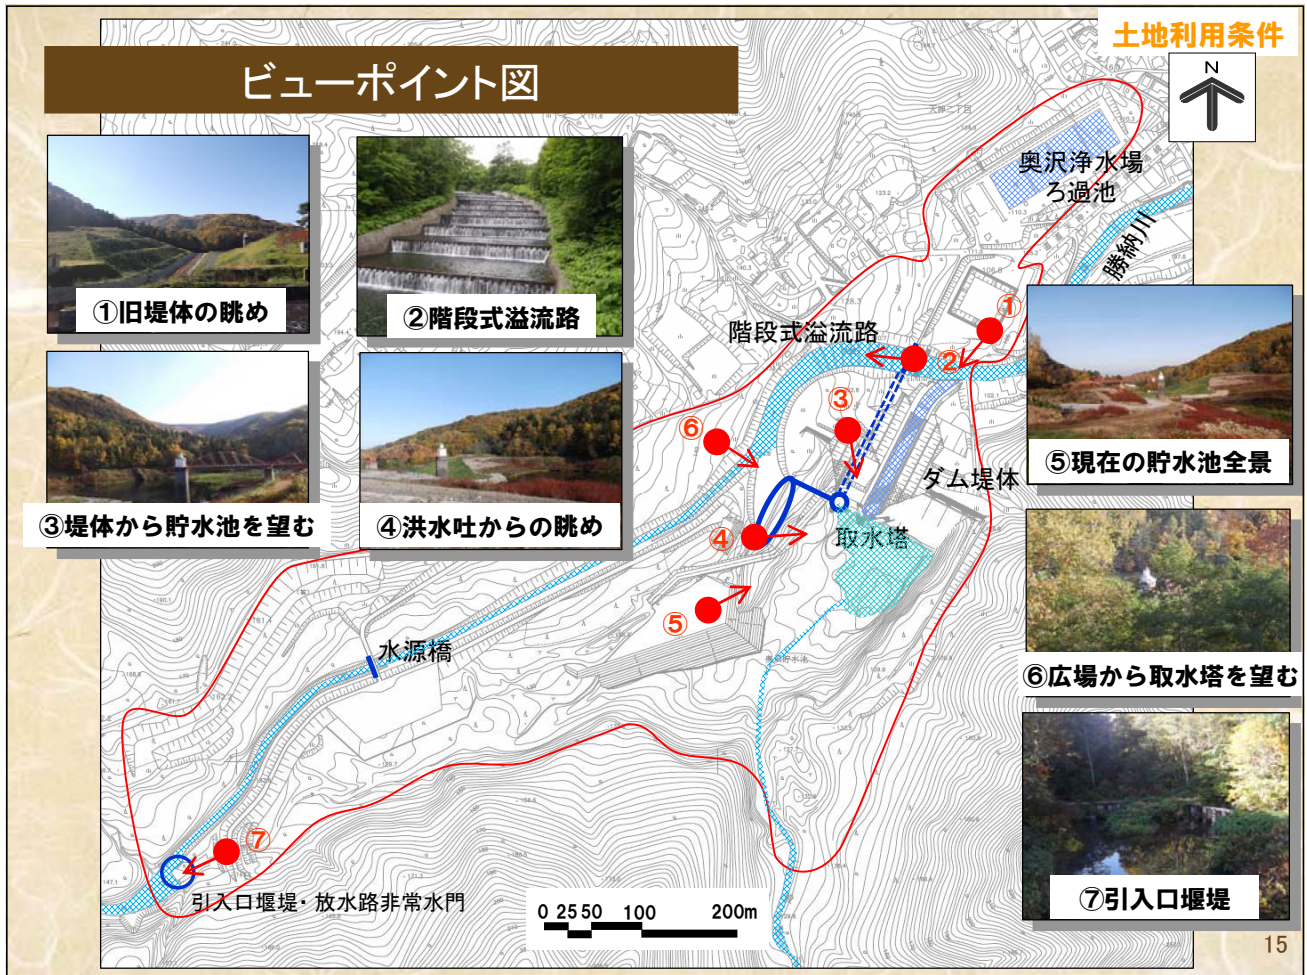 土地利用条件
ビューポイント図
N
①旧堤体の眺め
②階段式溢流路
③堤体から貯水池を望む
④洪水吐からの眺め
⑤現在の貯水池全景
⑥広場から取水塔を望む
⑦引入口堰堤
奥沢浄水場
ろ過池
勝納川
階段式溢流路
①
②
③
⑥
ダム堤体
④
取水塔
⑤
水源橋
⑦
引入口堰堤・放水路非常水門
0 25 50 100 200m
15